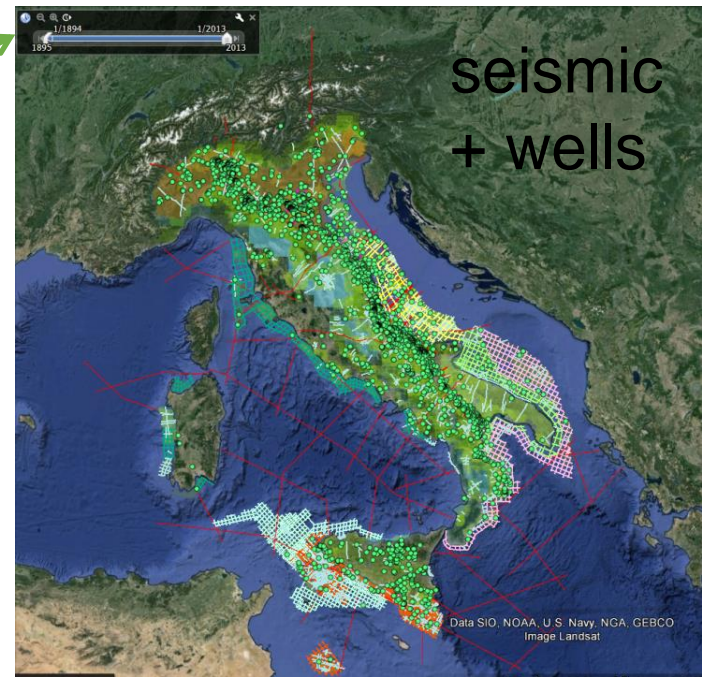 1/1894
1/2013
1895
2013
seismic
+ wells
Data SIO, NOAA, U.S. Navy, NGA, GEBCO
Image Landsat